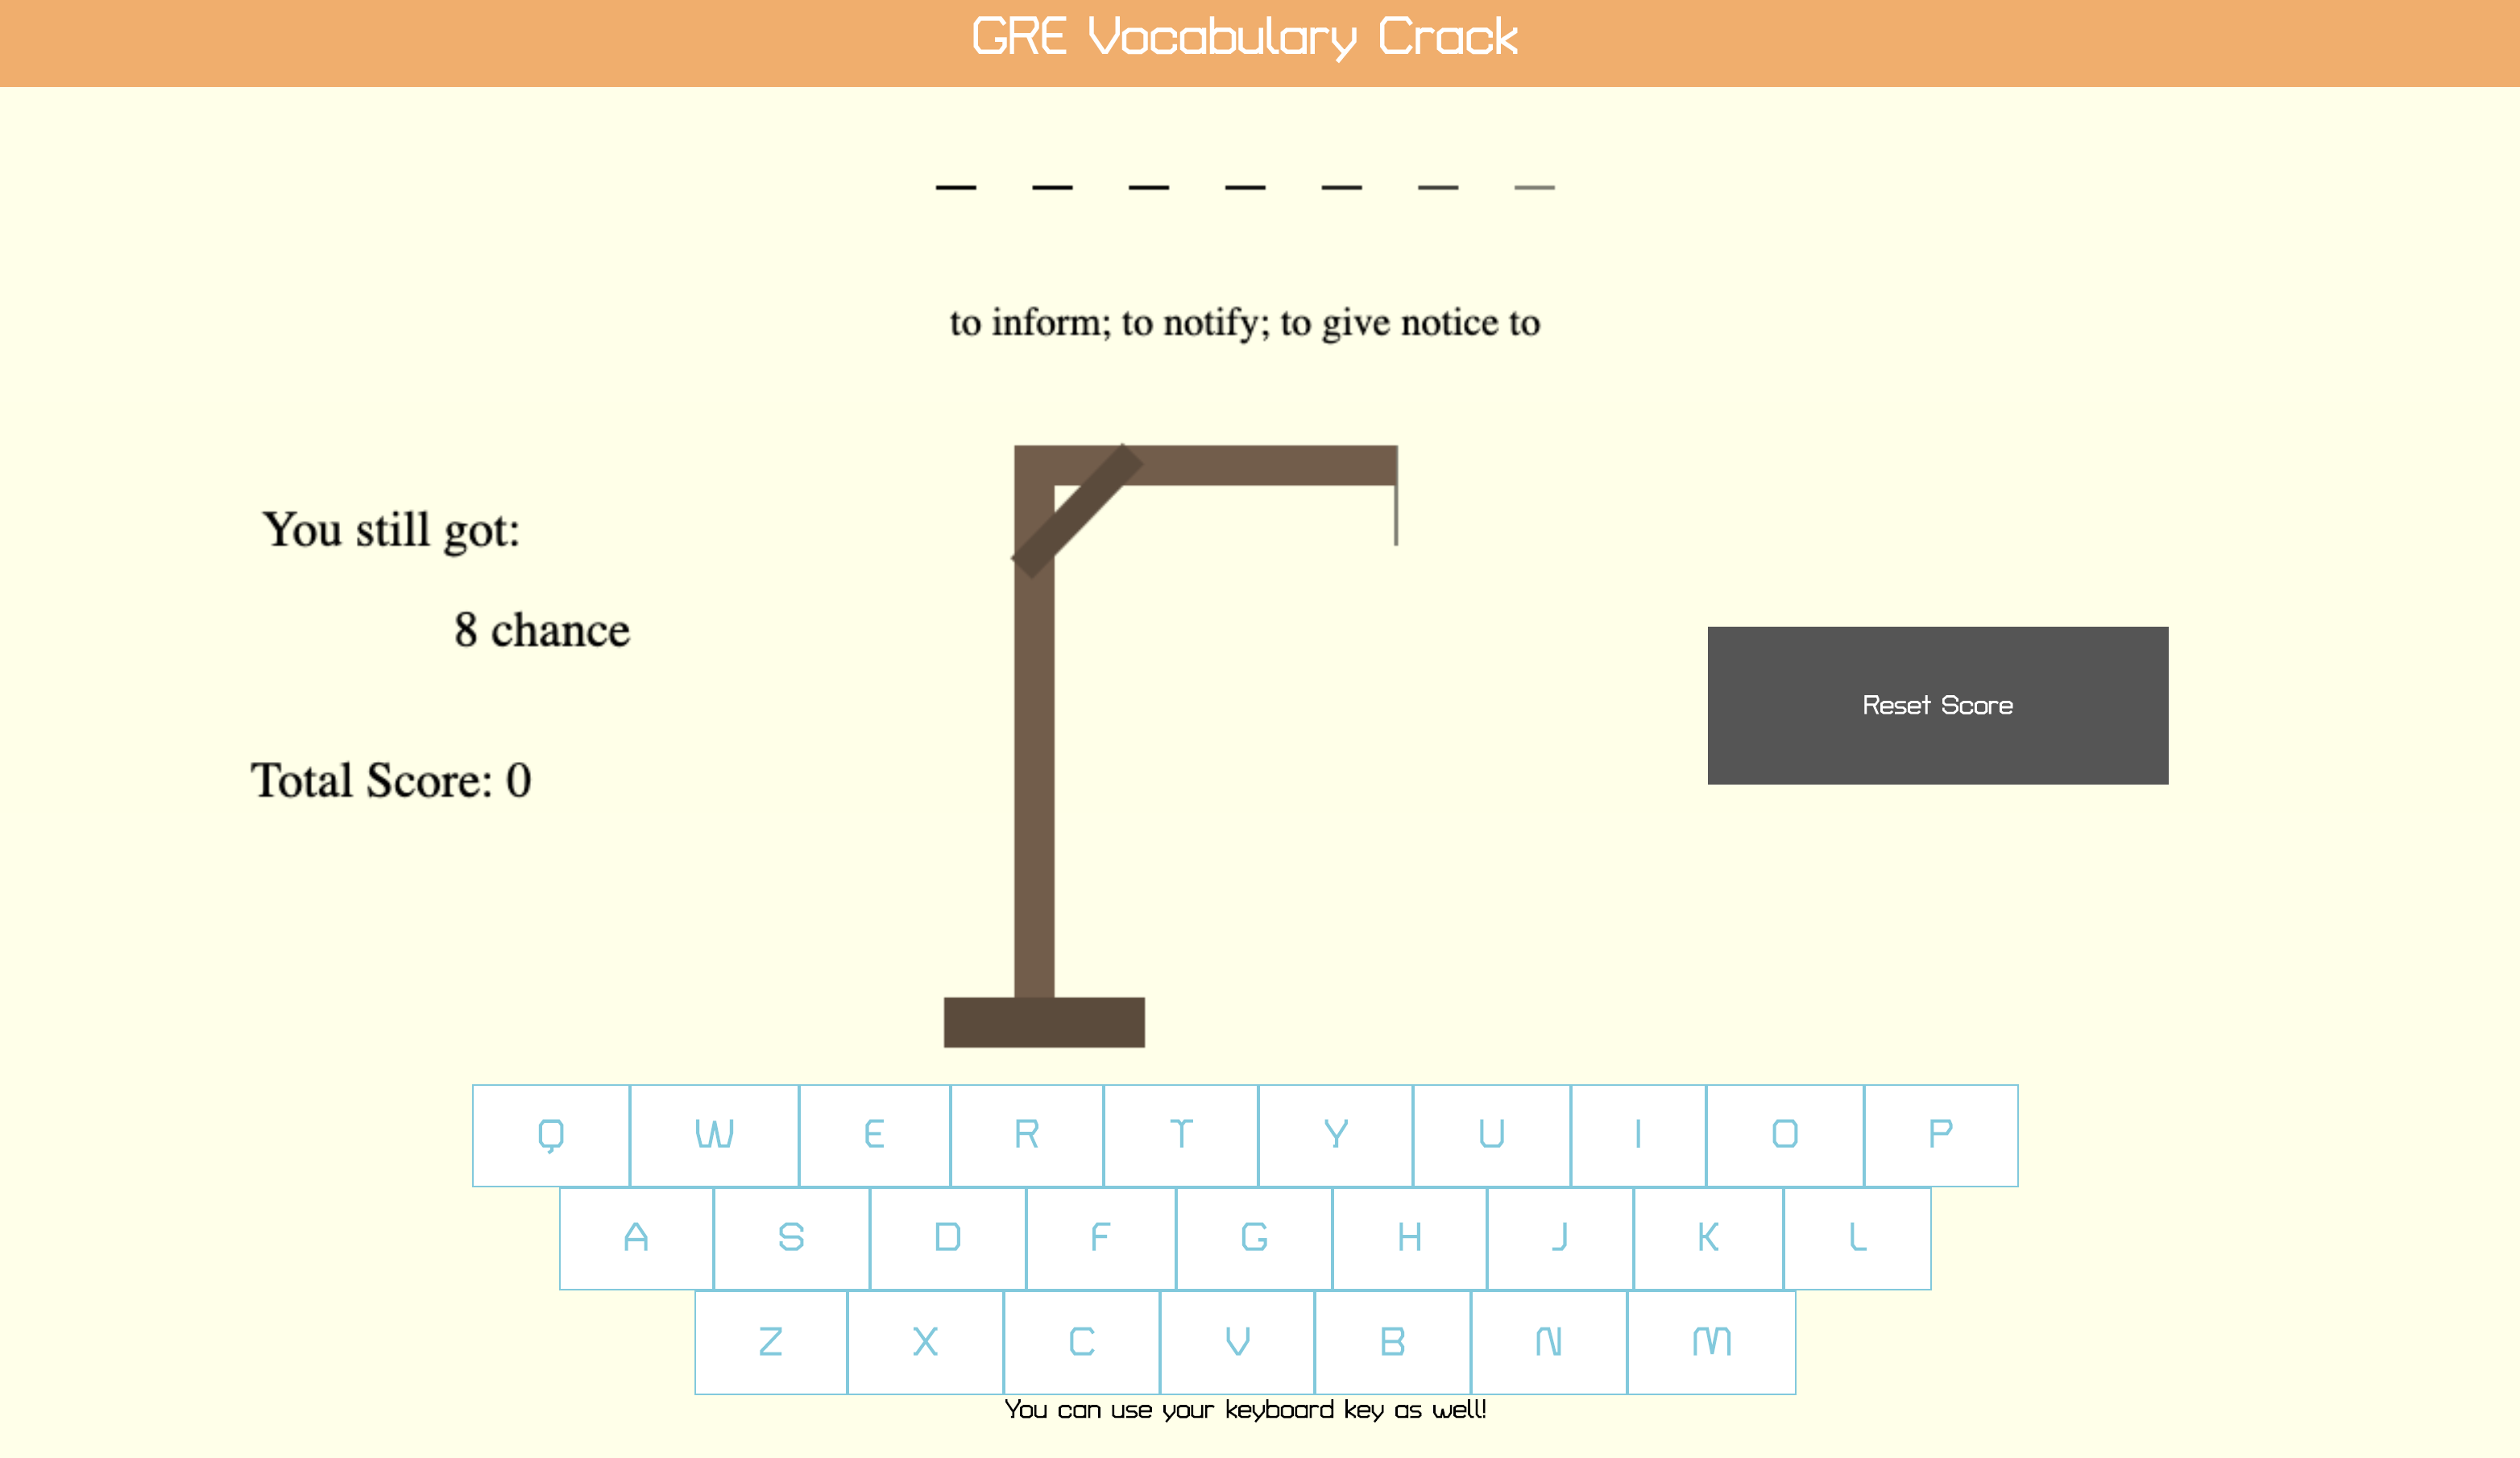 GRE Vocabulary Crack
_ _ _ _ _ _ _
to inform; to notify; to give notice to
You still got:
8 chance
Total Score: 0
Reset Score
Q W E R T Y U I O P
A S D F G H J K L
Z X C V B N M
You can use your keyboard key as well!